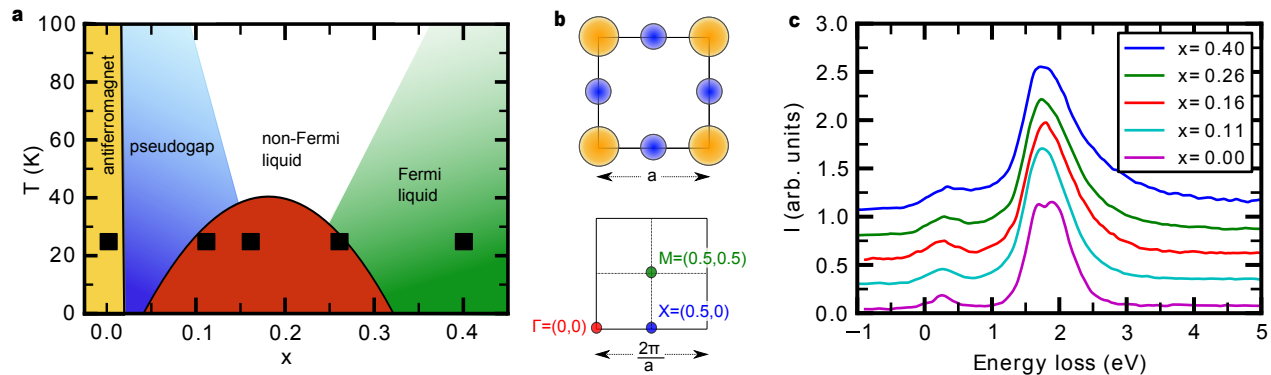 a
100
80
60
40
20
0
T (K)
antiferromagnet
pseudogap
non-Fermi
liquid
Fermi
liquid
0.0
0.1
0.2
0.3
0.4
x
b
a
M=(0.5,0.5)
Γ=(0,0)
X=(0.5,0)
2π
a
c
3.0
2.5
2.0
1.5
1.0
0.5
0.0
I (arb. units)
x= 0.40
x= 0.26
x= 0.16
x= 0.11
x= 0.00
−1
0
1
2
3
4
5
Energy loss (eV)